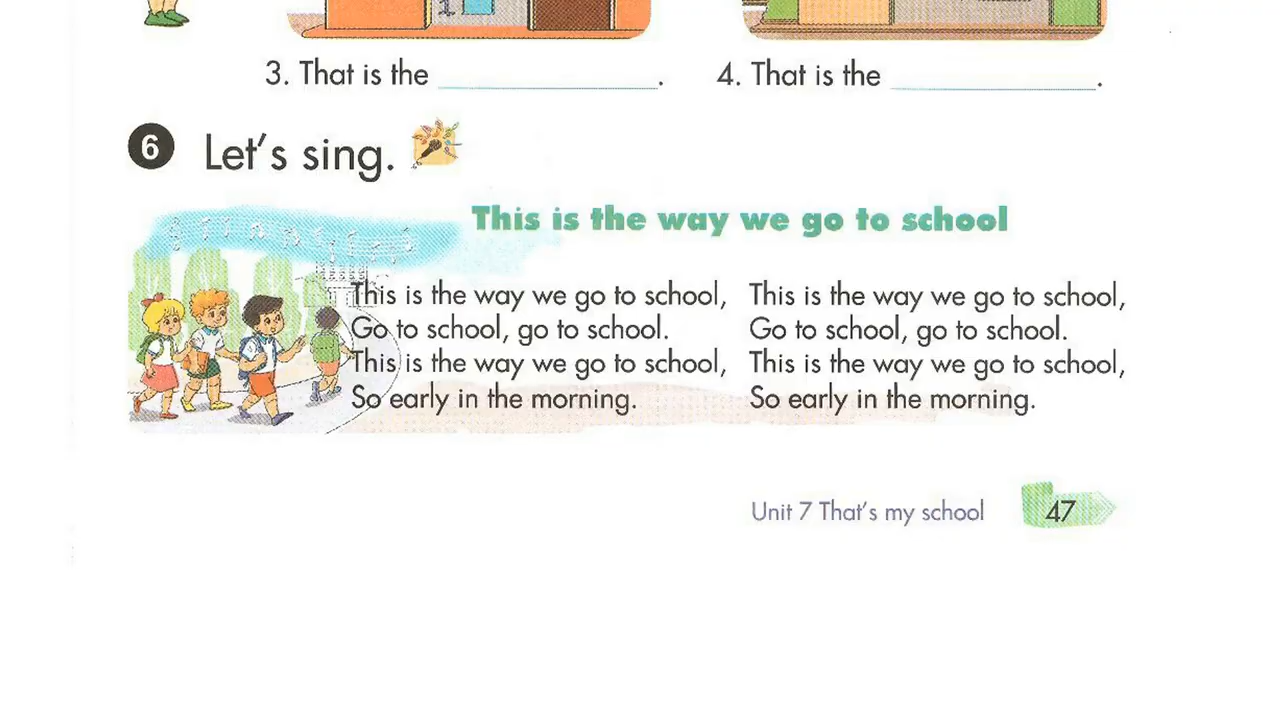 3. That is the ____________.
4. That is the ____________.
6 Let's sing.
This is the way we go to school
This is the way we go to school,
Go to school, go to school.
This is the way we go to school,
So early in the morning.
This is the way we go to school,
Go to school, go to school.
This is the way we go to school,
So early in the morning.
Unit 7 That's my school 47